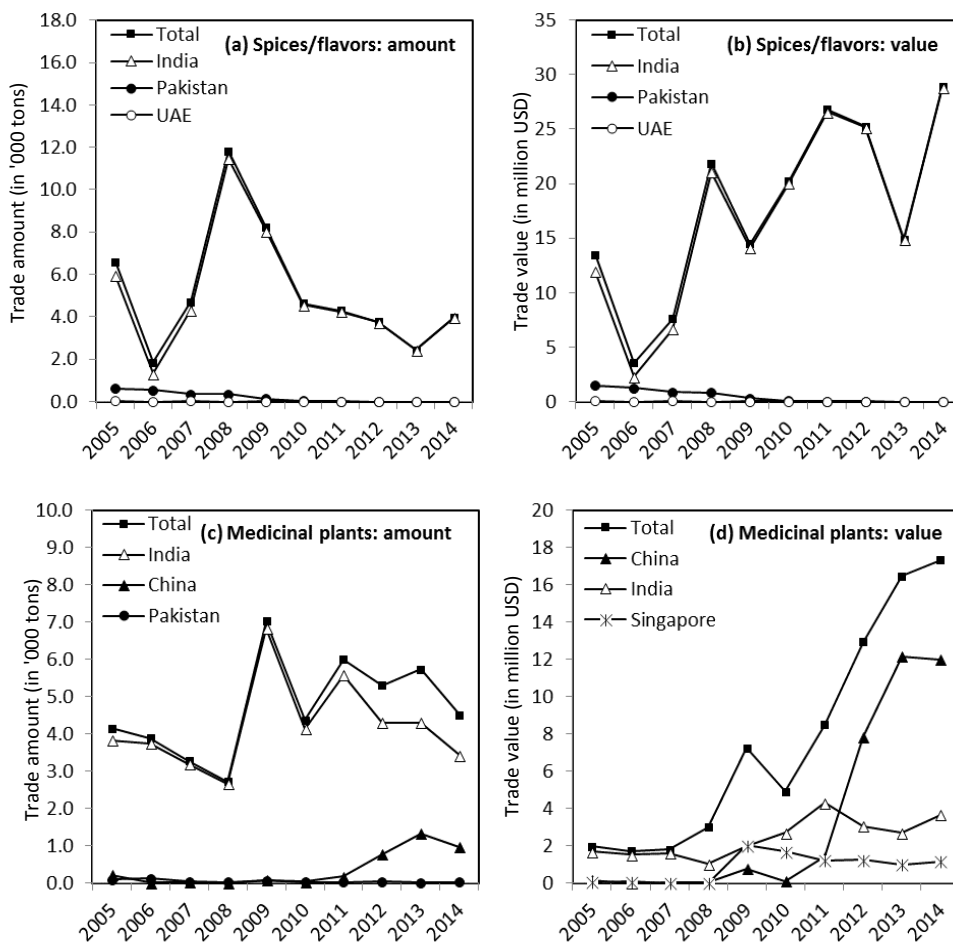 (a) Spices/flavors: amount
Trade amount (in '000 tons)
18.0
16.0
14.0
12.0
10.0
8.0
6.0
4.0
2.0
0.0
Total
India
Pakistan
UAE
2005 2006 2007 2008 2009 2010 2011 2012 2013 2014
(b) Spices/flavors: value
Trade value (in million USD)
35
30
25
20
15
10
5
0
Total
India
Pakistan
UAE
2005 2006 2007 2008 2009 2010 2011 2012 2013 2014
(c) Medicinal plants: amount
Trade amount (in '000 tons)
10.0
9.0
8.0
7.0
6.0
5.0
4.0
3.0
2.0
1.0
0.0
Total
India
China
Pakistan
2005 2006 2007 2008 2009 2010 2011 2012 2013 2014
(d) Medicinal plants: value
Trade value (in million USD)
20
18
16
14
12
10
8
6
4
2
0
Total
China
India
Singapore
2005 2006 2007 2008 2009 2010 2011 2012 2013 2014